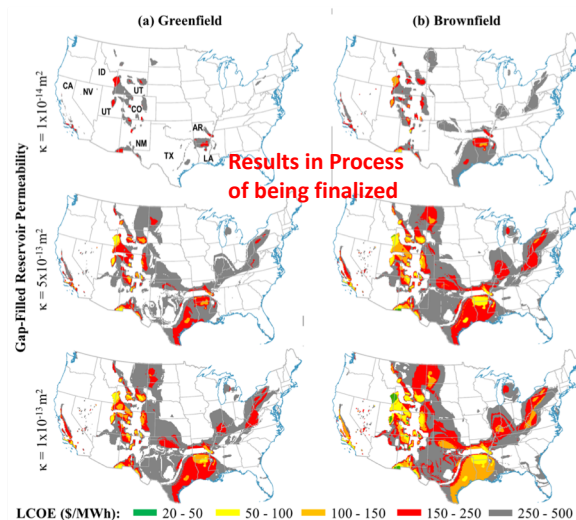 (a) Greenfield (b) Brownfield
Gap-Filled Reservoir Permeability
κ = 1x10-14 m2
ID
CA
NV
UT
UT
CO
NM
AR
TX
LA
Results in Process
of being finalized
κ = 5x10-13 m2
κ = 1x10-13 m2
LCOE ($/MWh): 20 - 50 50 - 100 100 - 150 150 - 250 250 - 500